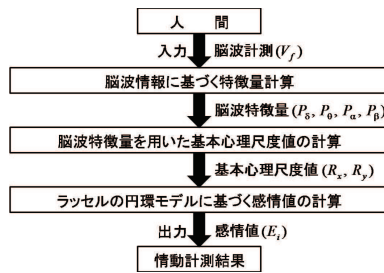 人　間
入力　脳波計測(V_f)
脳波情報に基づく特徴量計算
脳波特徴量(P_δ, P_θ, P_α, P_β)
脳波特徴量を用いた基本心理尺度値の計算
基本心理尺度値(R_x, R_y)
ラッセルの円環モデルに基づく感情値の計算
出力　感情値(E_i)
情動計測結果